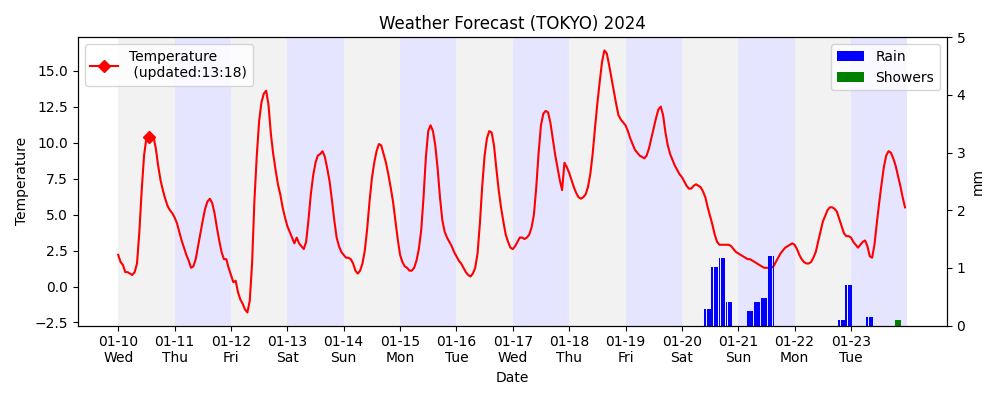 Weather Forecast (TOKYO) 2024
Temperature
(updated:13:18)
Rain
Showers
Temperature
15.0
12.5
10.0
7.5
5.0
2.5
0.0
−2.5
5
4
3
2
1
0
mm
01-10 01-11 01-12 01-13 01-14 01-15 01-16 01-17 01-18 01-19 01-20 01-21 01-22 01-23
Wed Thu Fri Sat Sun Mon Tue Wed Thu Fri Sat Sun Mon Tue
Date